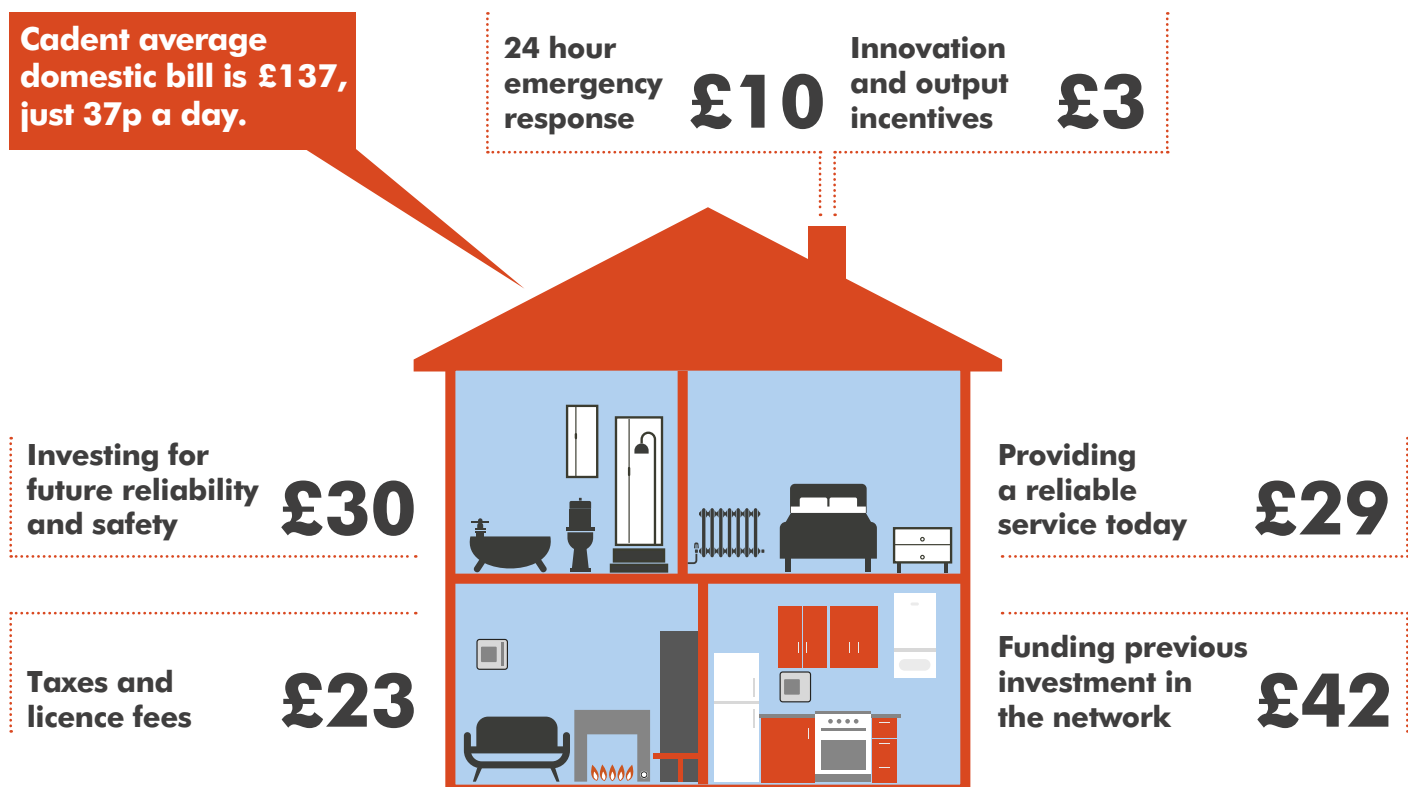 Cadent average
domestic bill is £137,
just 37p a day.
24 hour
emergency
response
£10
Innovation
and output
incentives
£3
Investing for
future reliability
and safety
£30
Providing
a reliable
service today
£29
Taxes and
licence fees
£23
Funding previous
investment in
the network
£42